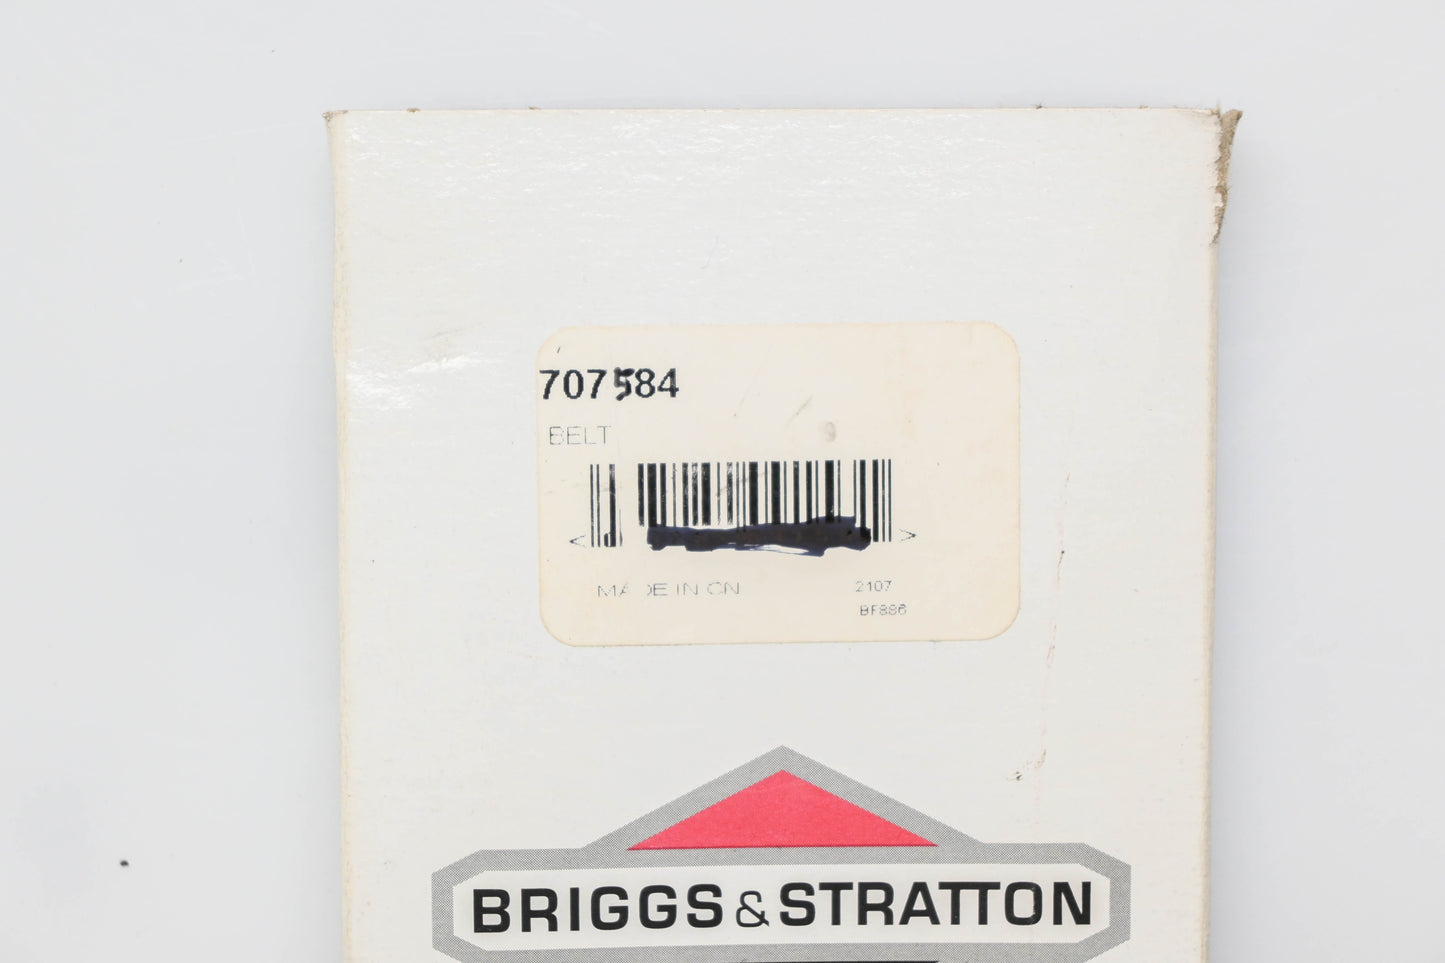 707584
BELT
MADE IN CN 2107
BF886
BRIGGS & STRATTON